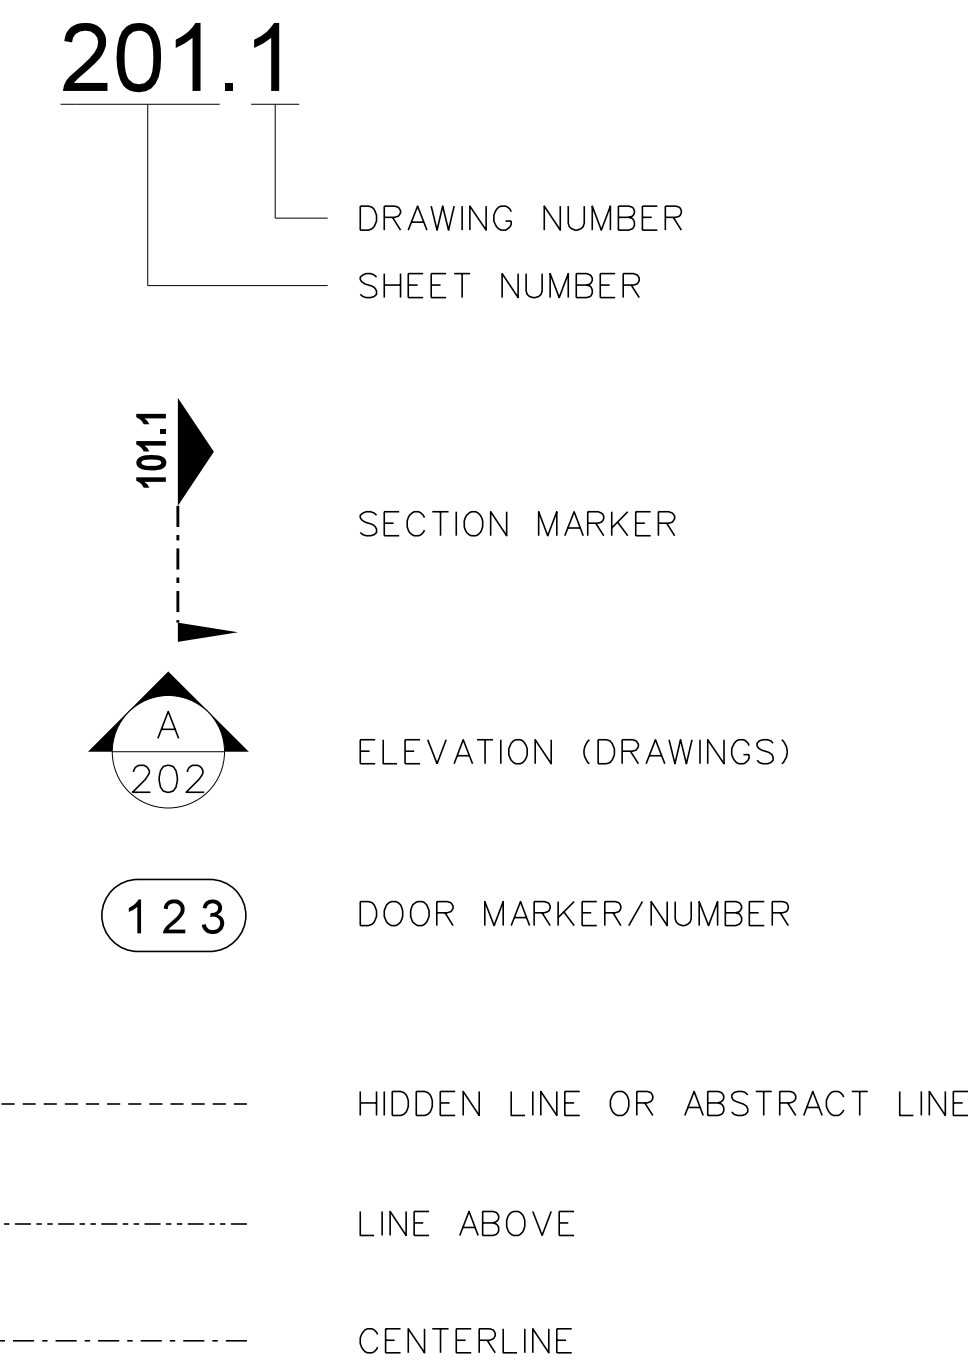 201.1
DRAWING NUMBER
SHEET NUMBER
101.1
SECTION MARKER
A
202
ELEVATION (DRAWINGS)
123
DOOR MARKER/NUMBER
HIDDEN LINE OR ABSTRACT LINE
LINE ABOVE
CENTERLINE